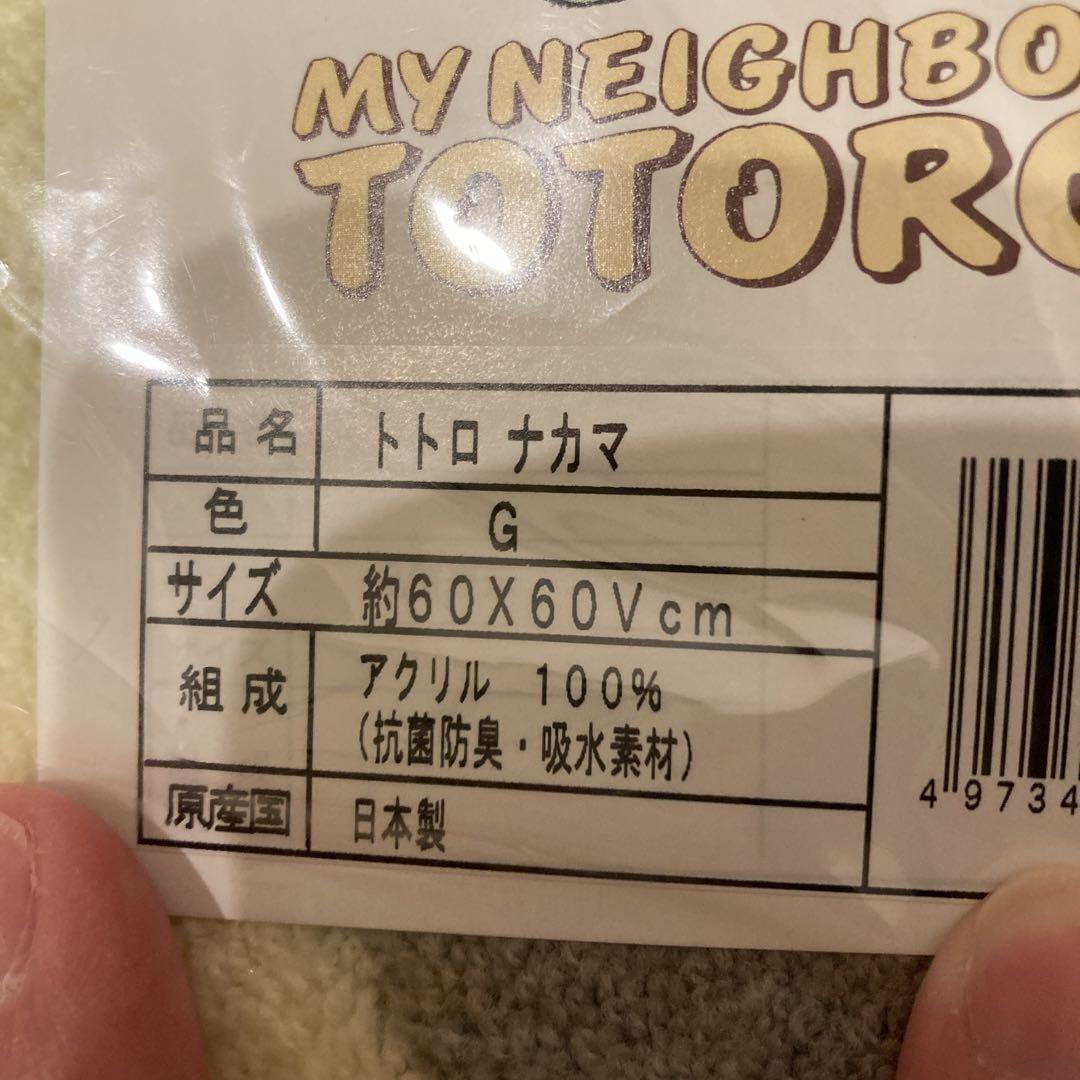 MY NEIGHBO
TOTORO
品名 トトロ ナカマ
色 G
サイズ 約60X60Vcm
組成 アクリル 100%
(抗菌防臭・吸水素材)
原産国 日本製
49734